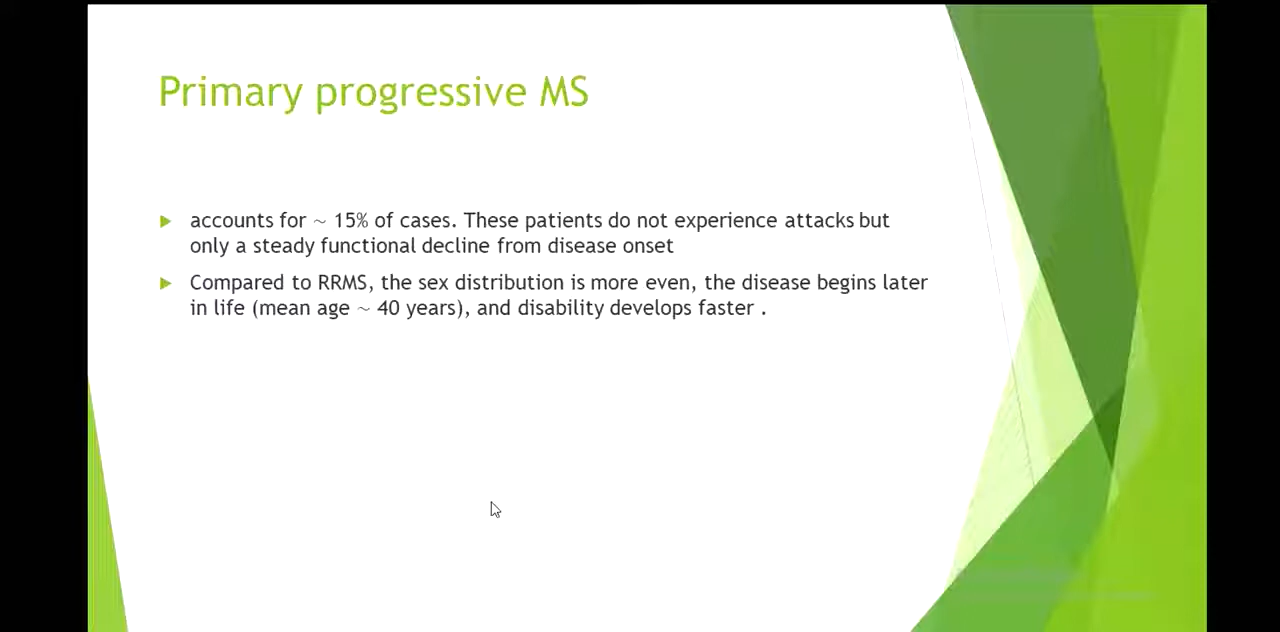 Primary progressive MS
accounts for ~ 15% of cases. These patients do not experience attacks but
only a steady functional decline from disease onset
Compared to RRMS, the sex distribution is more even, the disease begins later
in life (mean age ~ 40 years), and disability develops faster .